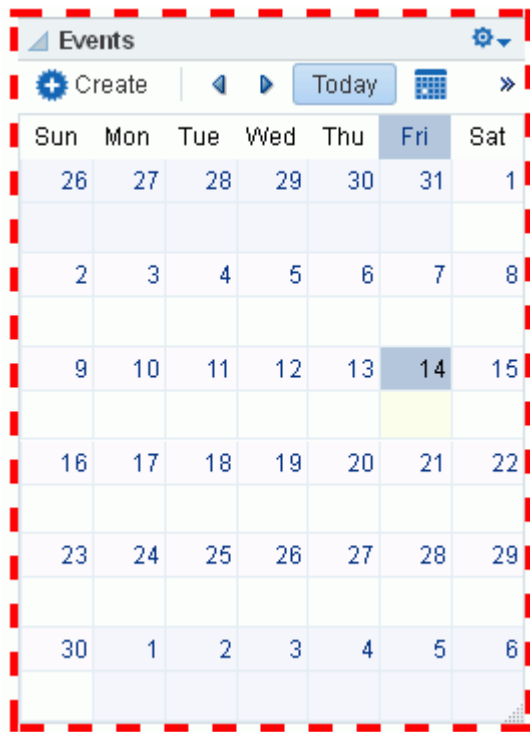 Events
Create Today »
Sun Mon Tue Wed Thu Fri Sat
26 27 28 29 30 31 1
2 3 4 5 6 7 8
9 10 11 12 13 14 15
16 17 18 19 20 21 22
23 24 25 26 27 28 29
30 1 2 3 4 5 6